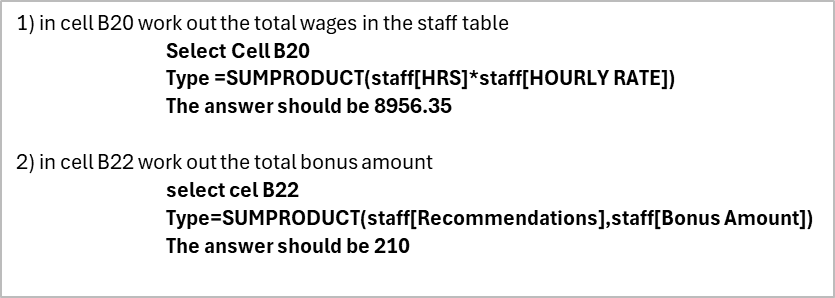 1) in cell B20 work out the total wages in the staff table
Select Cell B20
Type =SUMPRODUCT(staff[HRS]*staff[HOURLY RATE])
The answer should be 8956.35
2) in cell B22 work out the total bonus amount
select cel B22
Type=SUMPRODUCT(staff[Recommendations],staff[Bonus Amount])
The answer should be 210